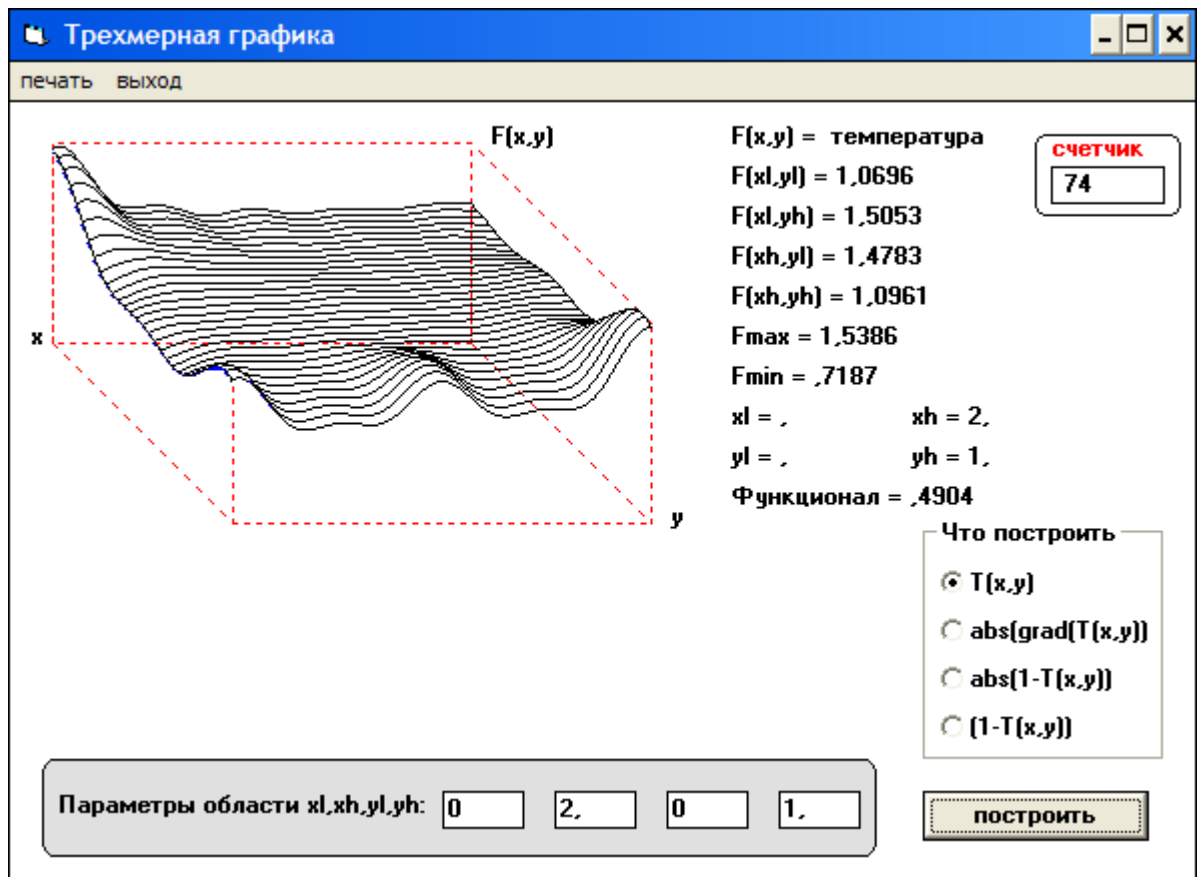 Трехмерная графика
печать выход
F(x,y)
x
y
F(x,y) = температура
F(xl,yl) = 1,0696
F(xl,yh) = 1,5053
F(xh,yl) = 1,4783
F(xh,yh) = 1,0961
Fmax = 1,5386
Fmin = ,7187
xl = , xh = 2,
yl = , yh = 1,
Функционал = ,4904
счетчик
74
Что построить
T(x,y)
abs(grad(T(x,y))
abs(1-T(x,y))
(1-T(x,y))
Параметры области xl,xh,yl,yh: 0 2, 0 1,
построить